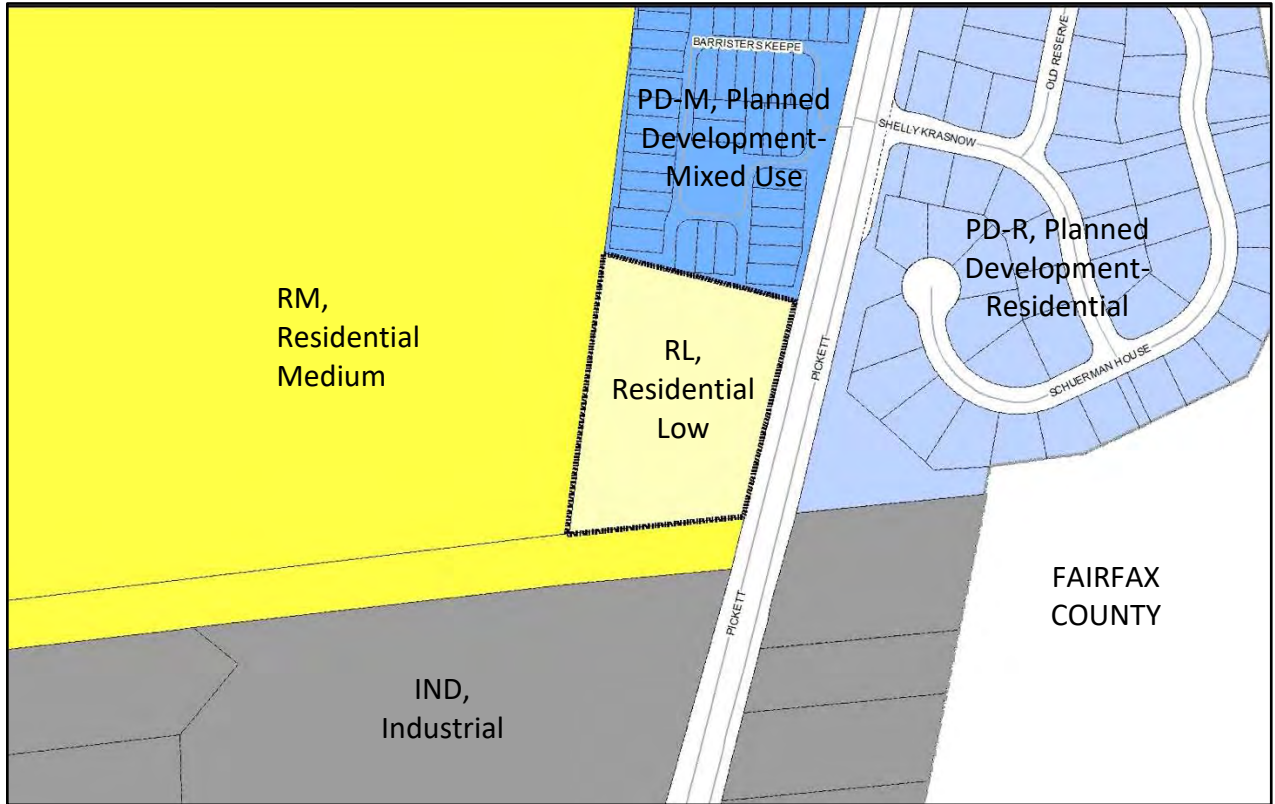 BARRISTERS KEEPE
OLD RESERVE
PD-M, Planned
Development-
Mixed Use
SHELLY KRASNOW
PD-R, Planned
Development-
Residential
RM,
Residential
Medium
RL,
Residential
Low
PICKETT
SCHUERMAN HOUSE
FAIRFAX
COUNTY
PICKETT
IND,
Industrial